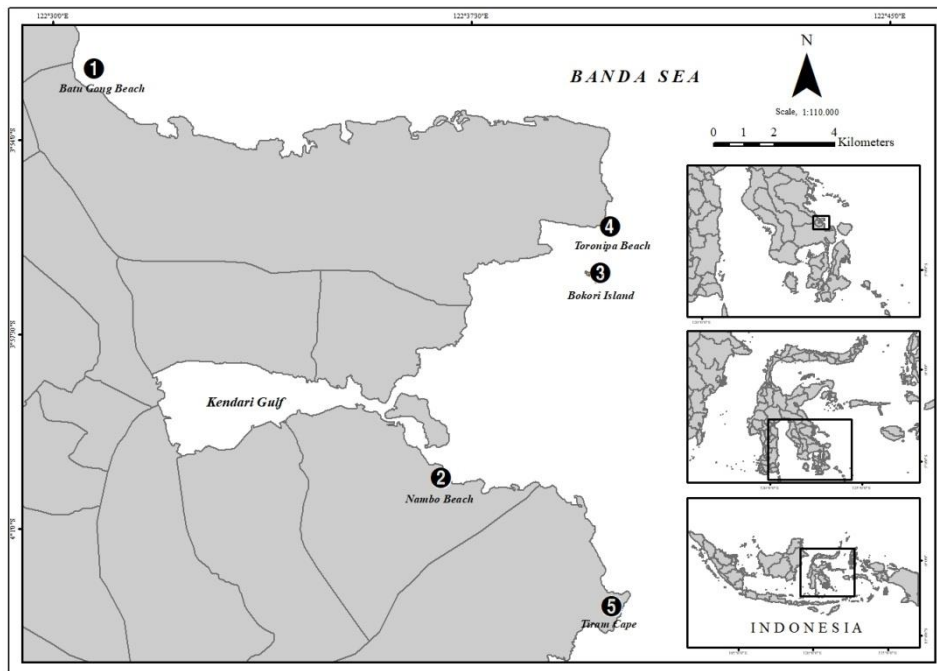 122°30'0"E 122°37'30"E 122°45'0"E
N
BANDA SEA
1
Batu Gong Beach
Scale, 1:110.000
0 1 2 4
Kilometers
4
Toronipa Beach
3
Bokori Island
Kendari Gulf
2
Nambo Beach
5
Tiram Cape
INDONESIA